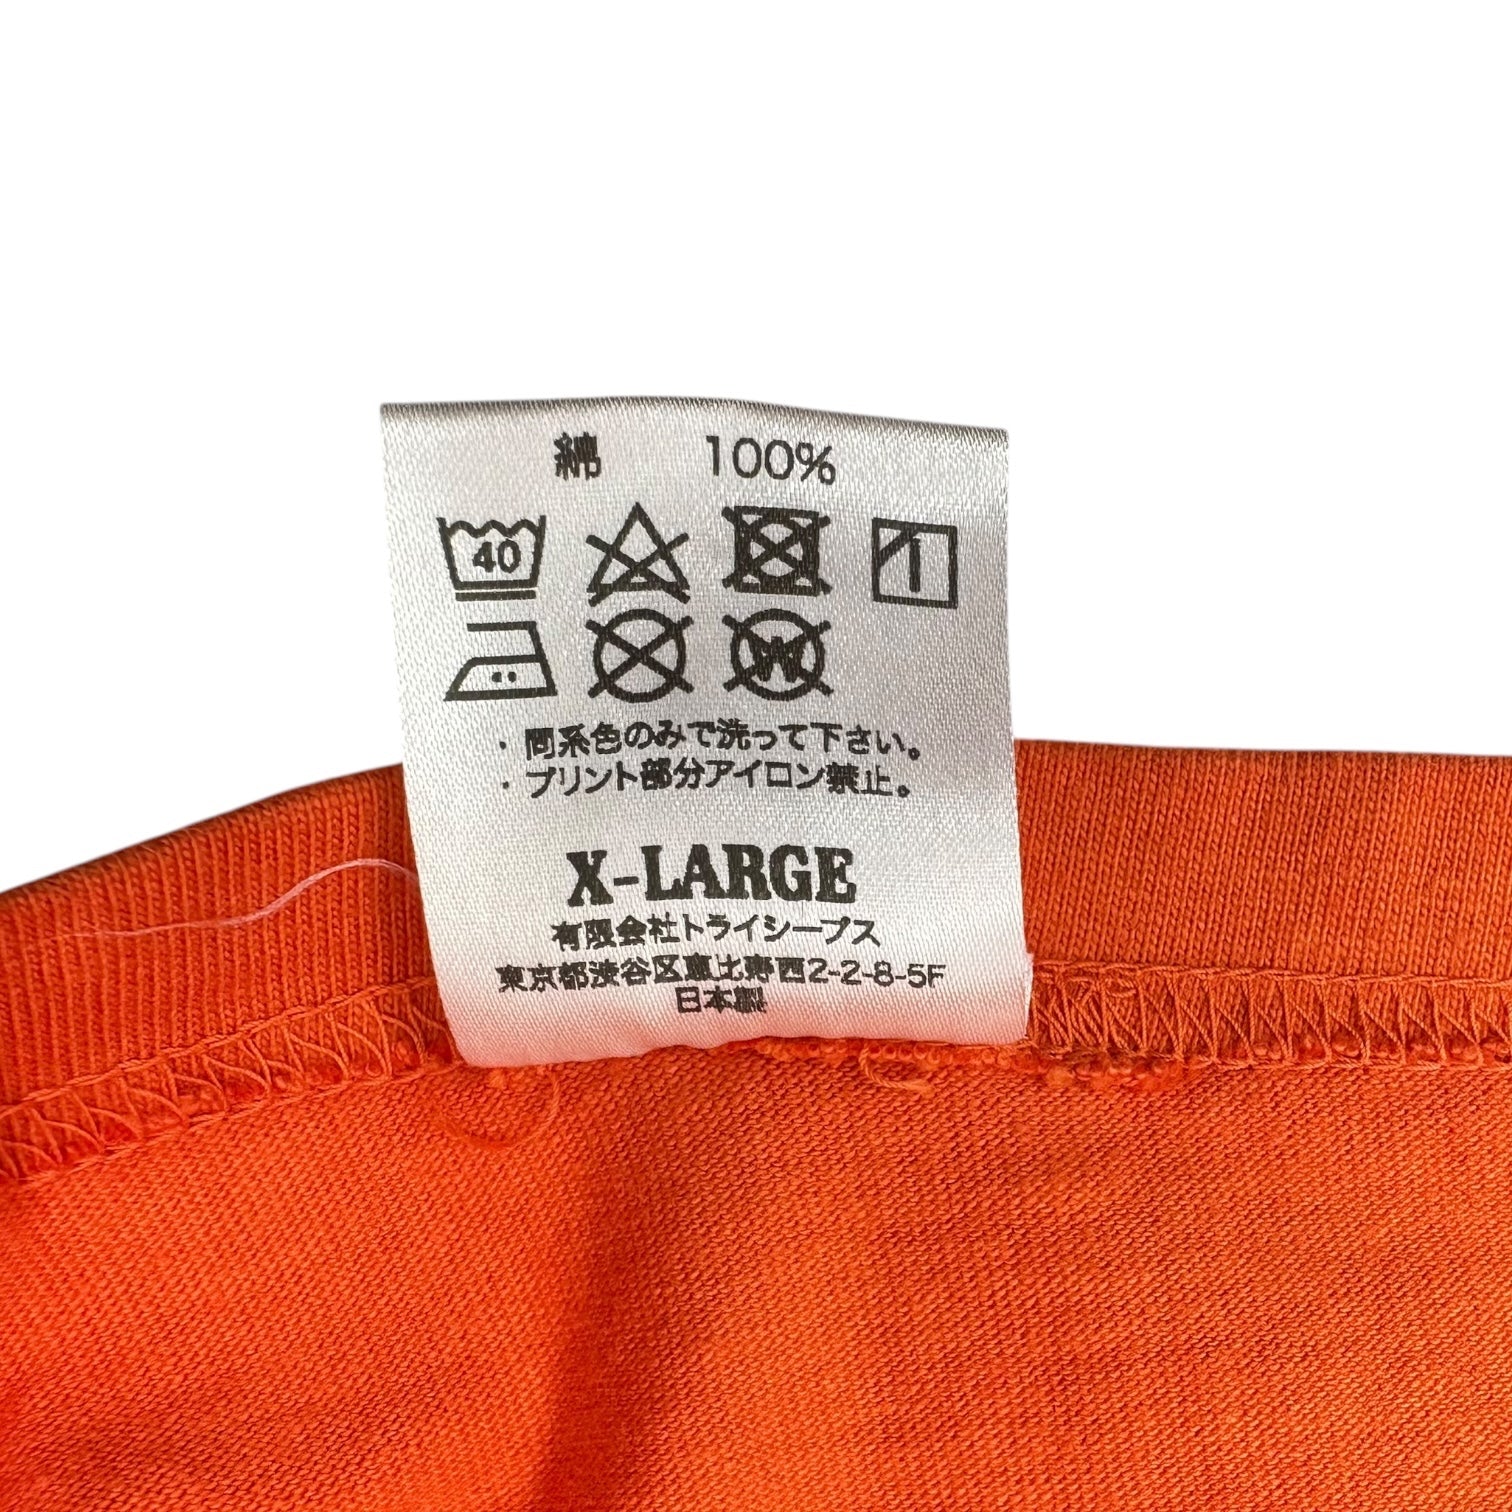 綿 100%
40
W
・同系色のみで洗って下さい。
・プリント部分アイロン禁止。
X-LARGE
有限会社トライシープス
東京都渋谷区恵比寿西2-2-8-5F
日本製